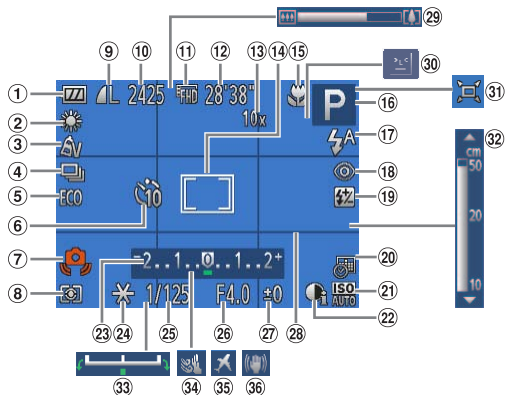 29
9 10 11 12 13 14 15
30
1 L 2425 FHD 28'38" P 16 31
10x
2 17 32
A
3 cm
50
4 18
5 ECO 10 19
6 20
7 20
-2..1..0..1..2+
10
8 1/125 F4.0 ±0 ISO AUTO 21
22
23 24 25 26 27 28
33 34 35 36